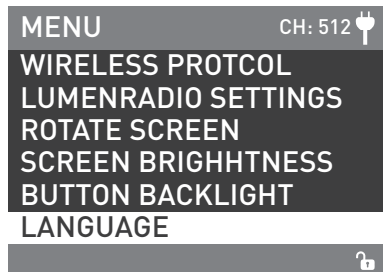 MENU CH: 512
WIRELESS PROTCOL
LUMENRADIO SETTINGS
ROTATE SCREEN
SCREEN BRIGHHTNESS
BUTTON BACKLIGHT
LANGUAGE